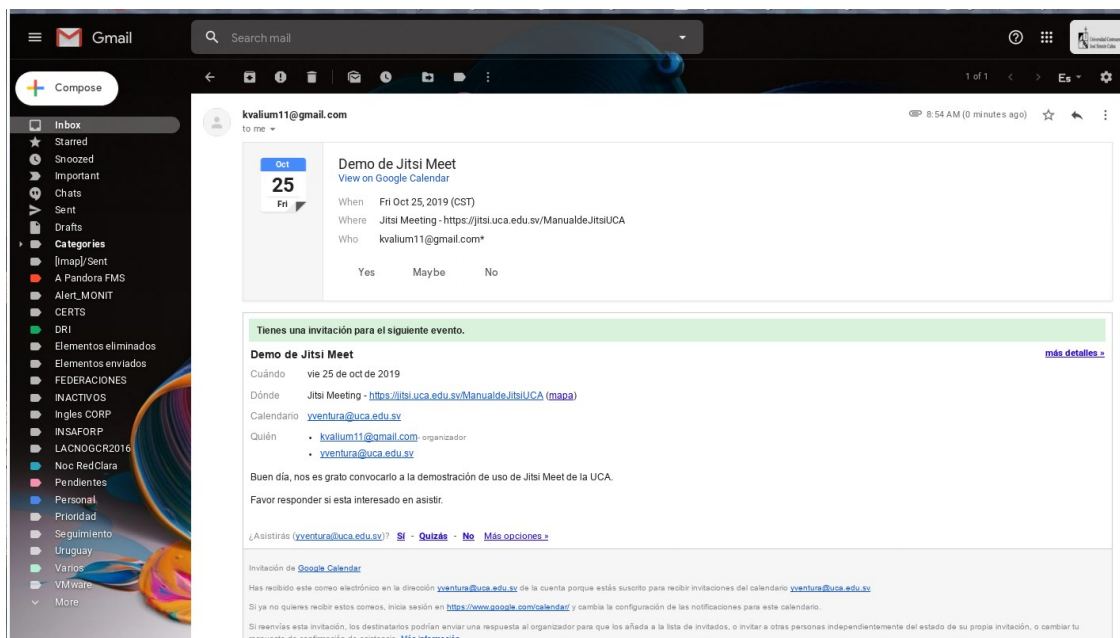 Gmail
Search mail
Compose
1 of 1
Es
Inbox
Starred
Snoozed
Important
Chats
Sent
Drafts
Categories
[Imap]/Sent
A Pandora FMS
Alert_MONIT
CERTS
DRI
Elementos eliminados
Elementos enviados
FEDERACIONES
INACTIVOS
Ingles CORP
INSAFORP
LACNOGCR2016
Noc RedClara
Pendientes
Personal
Prioridad
Seguimiento
Uruguay
Varios
VMware
More
kvalium11@gmail.com
8:54 AM (0 minutes ago)
to me
Oct
25
Fri
Demo de Jitsi Meet
View on Google Calendar
When Fri Oct 25, 2019 (CST)
Where Jitsi Meeting - https://jitsi.uca.edu.sv/ManualdeJitsiUCA
Who kvalium11@gmail.com*
Yes Maybe No
Tienes una invitación para el siguiente evento.
Demo de Jitsi Meet
más detalles »
Cuándo vie 25 de oct de 2019
Dónde Jitsi Meeting - https://jitsi.uca.edu.sv/ManualdeJitsiUCA (mapa)
Calendario yventura@uca.edu.sv
Quién • kvalium11@gmail.com - organizador
• yventura@uca.edu.sv
Buen día, nos es grato convocarlo a la demostración de uso de Jitsi Meet de la UCA.
Favor responder si esta interesado en asistir.
¿Asistirás (yventura@uca.edu.sv)? Sí - Quizás - No Más opciones »
Invitación de Google Calendar
Has recibido este correo electrónico en la dirección yventura@uca.edu.sv de la cuenta porque estás suscrito para recibir invitaciones del calendario yventura@uca.edu.sv
Si ya no quieres recibir estos correos, inicia sesión en https://www.google.com/calendar/ y cambia la configuración de las notificaciones para este calendario.
Si reenvías esta invitación, los destinatarios podrían enviar una respuesta al organizador para que los añada a la lista de invitados, o invitar a otras personas independientemente del estado de su propia invitación, o cambiar tu